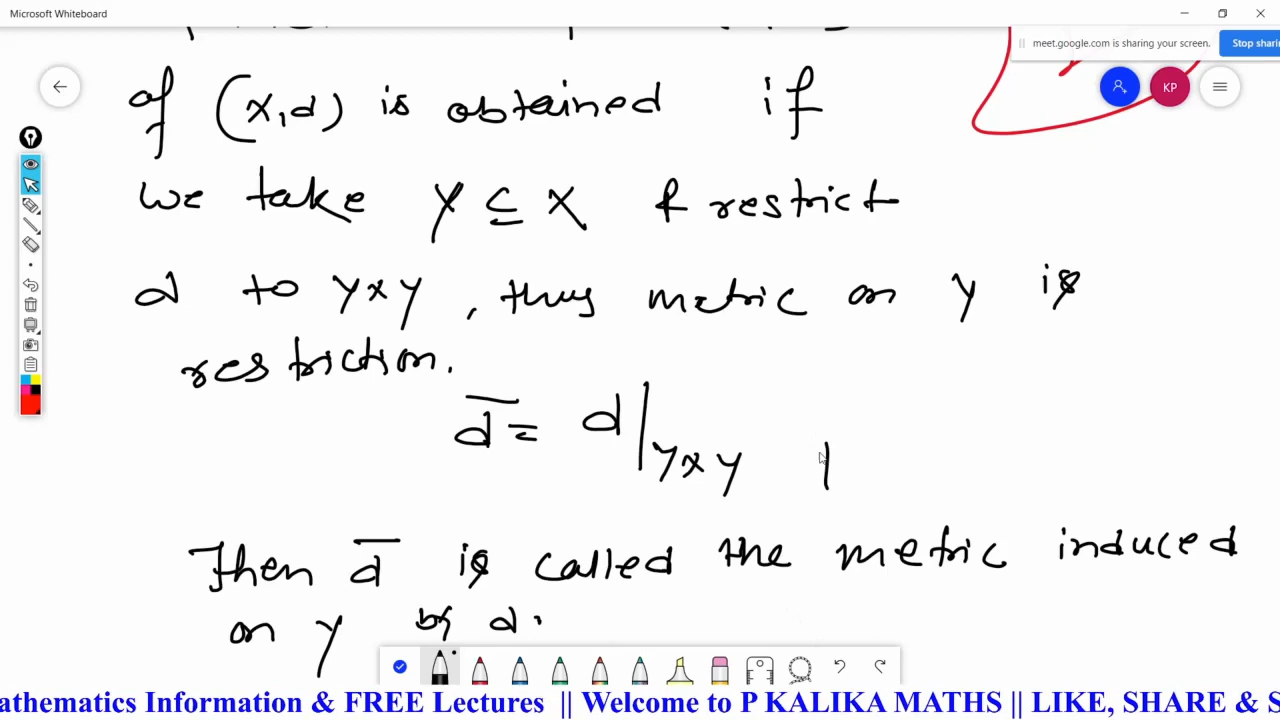 Microsoft Whiteboard
meet.google.com is sharing your screen.
Stop shari
KP
of (X,d) is obtained if
we take Y ⊆ X & restrict
d to Y×Y, thus metric on Y is
restriction.
d̅ = d|Y×Y
Then d̅ is called the metric induced
on Y by d.
athematics Information & FREE Lectures || Welcome to P KALIKA MATHS || LIKE, SHARE & S